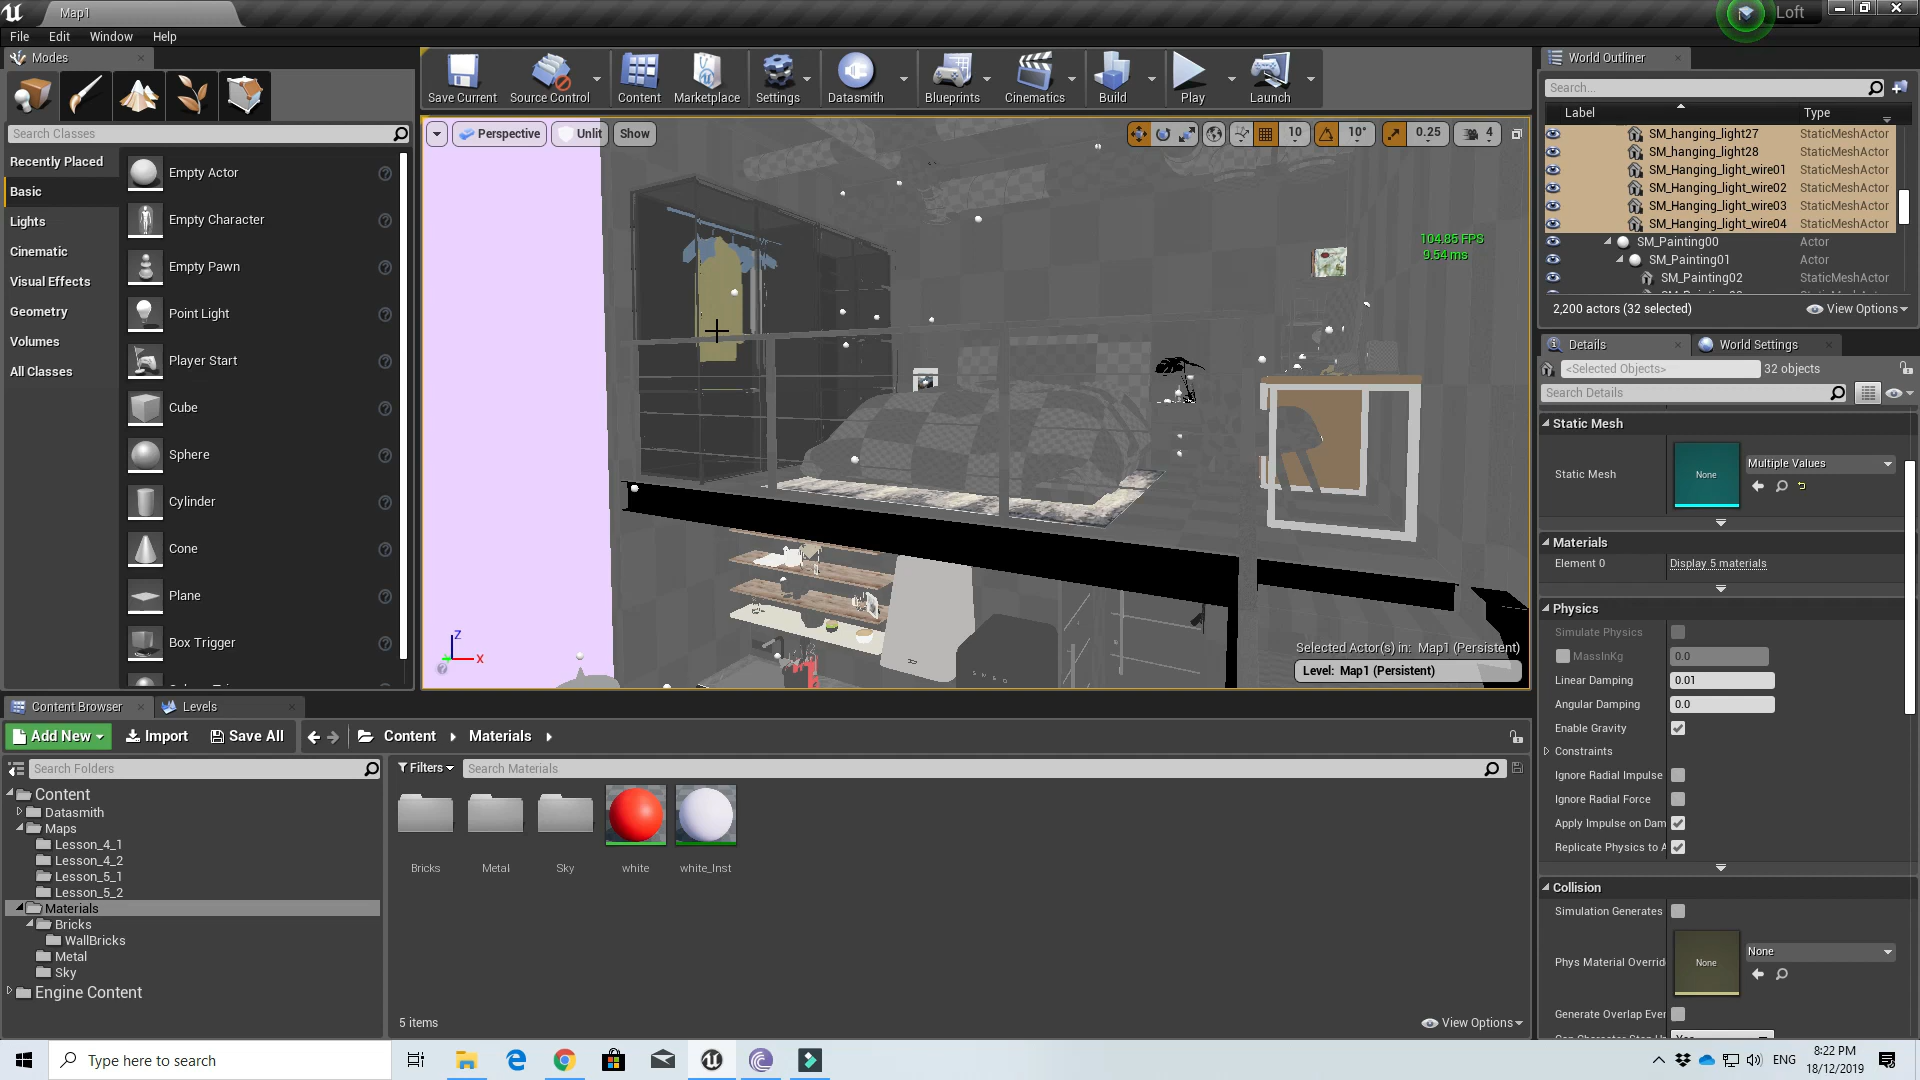 Map1
Loft
File Edit Window Help
Modes
Search Classes
Recently Placed
Basic
Lights
Cinematic
Visual Effects
Geometry
Volumes
All Classes
Empty Actor
Empty Character
Empty Pawn
Point Light
Player Start
Cube
Sphere
Cylinder
Cone
Plane
Box Trigger
Save Current Source Control Content Marketplace Settings Datasmith Blueprints Cinematics Build Play Launch
Perspective Unlit Show
10 10° 0.25 4
104.85 FPS
9.54 ms
Z
X
Selected Actor(s) in: Map1 (Persistent)
Level: Map1 (Persistent)
World Outliner
Search...
Label Type
SM_hanging_light27 StaticMeshActor
SM_hanging_light28 StaticMeshActor
SM_Hanging_light_wire01 StaticMeshActor
SM_Hanging_light_wire02 StaticMeshActor
SM_Hanging_light_wire03 StaticMeshActor
SM_Hanging_light_wire04 StaticMeshActor
SM_Painting00 Actor
SM_Painting01 Actor
SM_Painting02 StaticMeshActor
2,200 actors (32 selected) View Options
Details World Settings
<Selected Objects> 32 objects
Search Details
Static Mesh
Static Mesh None Multiple Values
Materials
Element 0 Display 5 materials
Physics
Simulate Physics
MassInKg 0.0
Linear Damping 0.01
Angular Damping 0.0
Enable Gravity
Constraints
Ignore Radial Impulse
Ignore Radial Force
Apply Impulse on Dam
Replicate Physics to A
Collision
Simulation Generates
Phys Material Overrid None None
Generate Overlap Ever
Content Browser Levels
Add New Import Save All Content Materials
Search Folders
Content
Datasmith
Maps
Lesson_4_1
Lesson_4_2
Lesson_5_1
Lesson_5_2
Materials
Bricks
WallBricks
Metal
Sky
Engine Content
Filters Search Materials
Bricks Metal Sky white white_Inst
5 items View Options
Type here to search
ENG
8:22 PM
18/12/2019